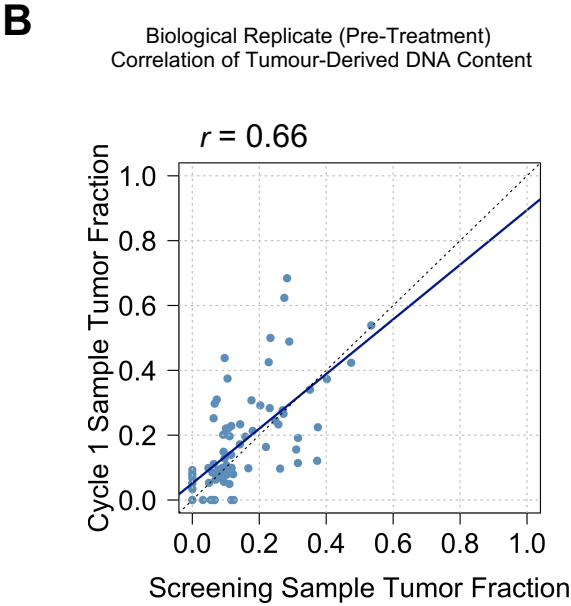 B
Biological Replicate (Pre-Treatment)
Correlation of Tumour-Derived DNA Content
r = 0.66
Cycle 1 Sample Tumor Fraction
1.0
0.8
0.6
0.4
0.2
0.0
0.0 0.2 0.4 0.6 0.8 1.0
Screening Sample Tumor Fraction